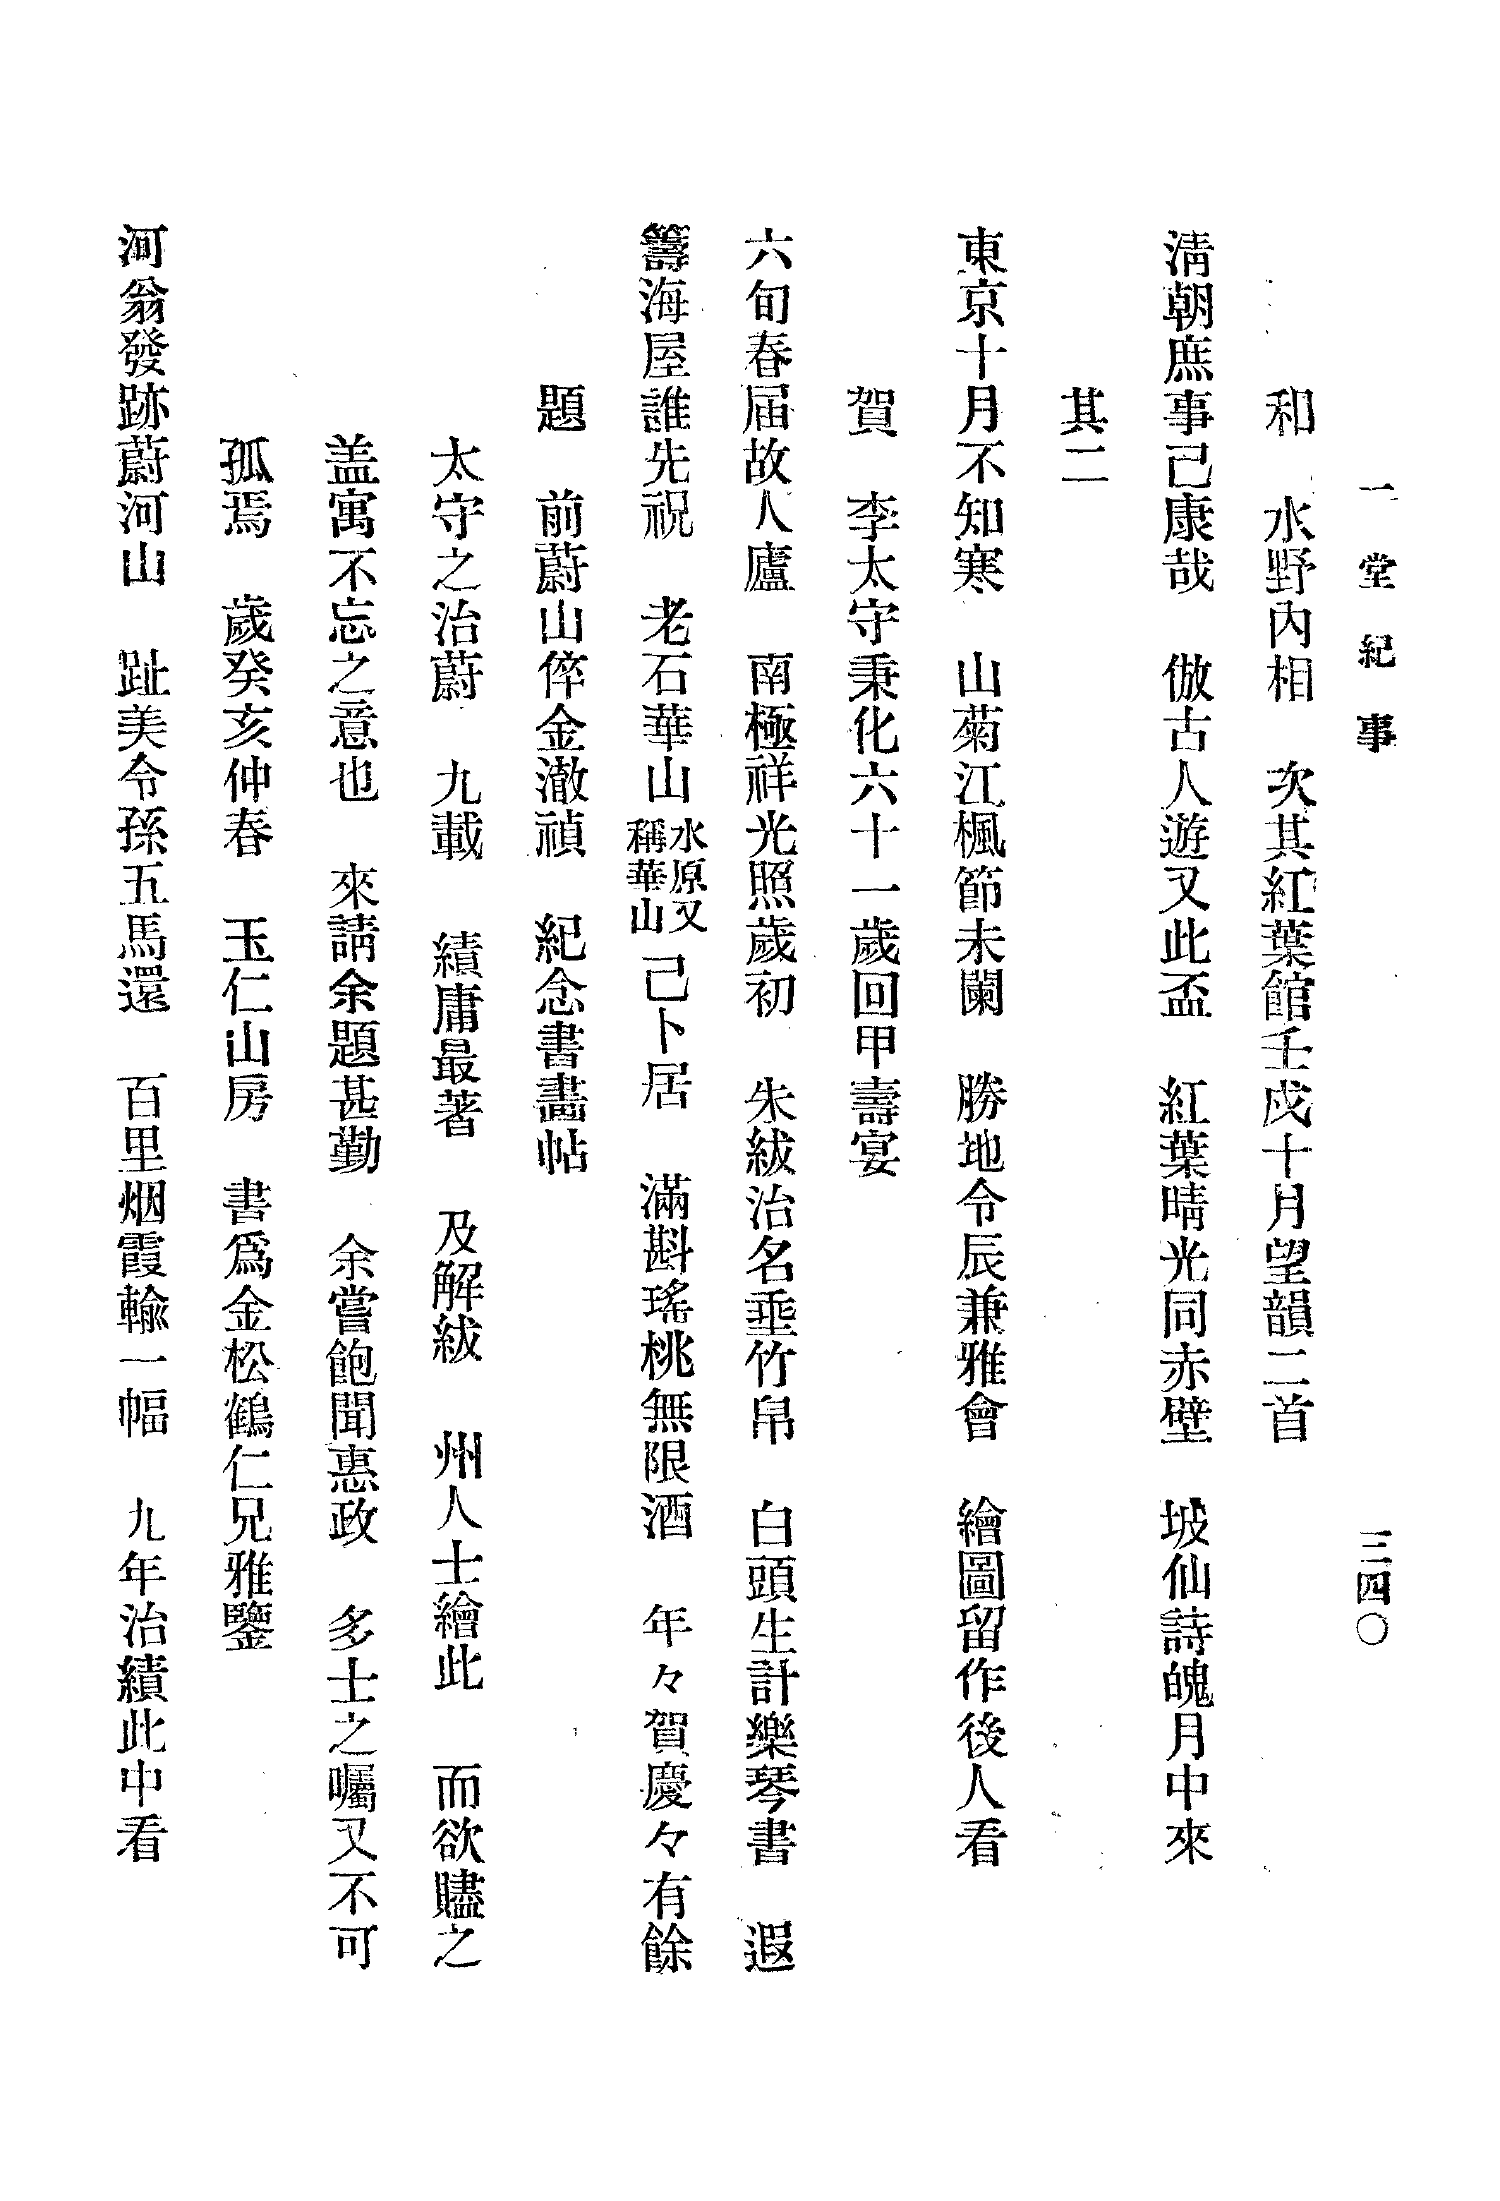 一堂紀事　三四〇
和　水野內相　次其紅葉館壬戌十月望韻二首
淸朝庶事己康哉　倣古人遊又此盃　紅葉晴光同赤壁　坡仙詩魄月中來
其二
東京十月不知寒　山菊江楓節未闌　勝地令辰兼雅會　繪圖留作後人看
賀　李太守秉化六十一歲回甲壽宴
六旬春届故人廬　南極祥光照歲初　朱紱治名垂竹帛　白頭生計樂琴書　遐
籌海屋誰先祝　老石華山水原又稱華山己卜居　滿斟瑤桃無限酒　年々賀慶々有餘
題　前蔚山倅金澈禎　紀念書畵帖
太守之治蔚　九載　績庸最著　及解紱　州人士繪此　而欲贐之
盖寓不忘之意也　來請余題甚勤　余嘗飽聞惠政　多士之囑又不可
孤焉　歲癸亥仲春　玉仁山房　書爲金松鶴仁兄雅鑒
河翁發跡蔚河山　趾美令孫五馬還　百里烟霞輸一幅　九年治績此中看